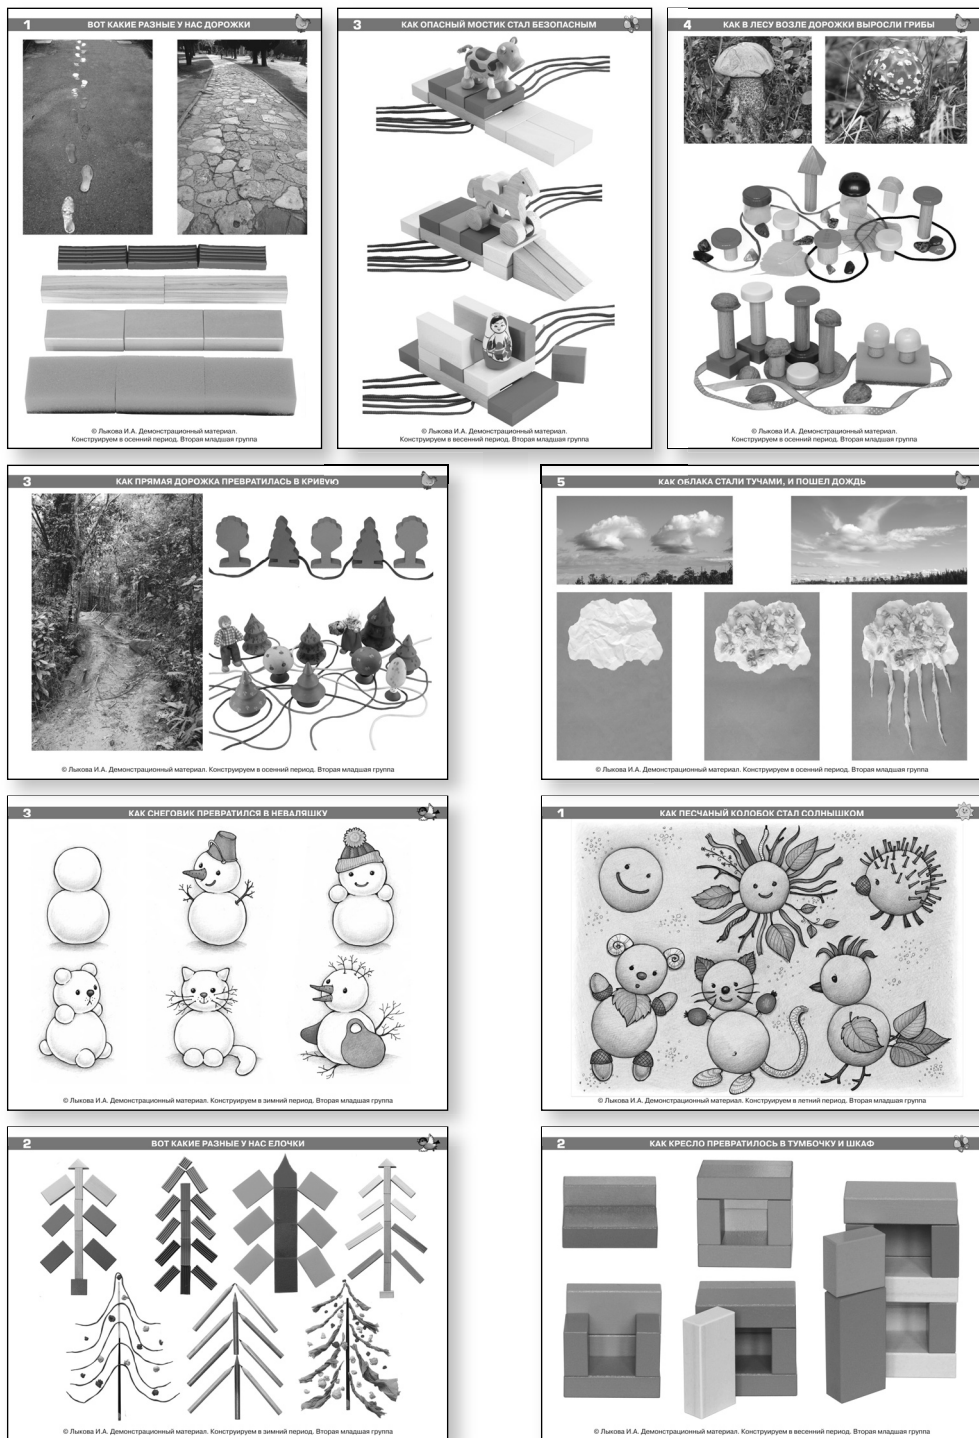 1 ВОТ КАКИЕ РАЗНЫЕ У НАС ДОРОЖКИ
© Лыкова И.А. Демонстрационный материал.
Конструируем в осенний период. Вторая младшая группа
3 КАК ОПАСНЫЙ МОСТИК СТАЛ БЕЗОПАСНЫМ
© Лыкова И.А. Демонстрационный материал.
Конструируем в весенний период. Вторая младшая группа
4 КАК В ЛЕСУ ВОЗЛЕ ДОРОЖКИ ВЫРОСЛИ ГРИБЫ
© Лыкова И.А. Демонстрационный материал.
Конструируем в осенний период. Вторая младшая группа
3 КАК ПРЯМАЯ ДОРОЖКА ПРЕВРАТИЛАСЬ В КРИВУЮ
© Лыкова И.А. Демонстрационный материал. Конструируем в осенний период. Вторая младшая группа
5 КАК ОБЛАКА СТАЛИ ТУЧАМИ, И ПОШЕЛ ДОЖДЬ
© Лыкова И.А. Демонстрационный материал. Конструируем в осенний период. Вторая младшая группа
3 КАК СНЕГОВИК ПРЕВРАТИЛСЯ В НЕВАЛЯШКУ
© Лыкова И.А. Демонстрационный материал. Конструируем в зимний период. Вторая младшая группа
1 КАК ПЕСЧАНЫЙ КОЛОБОК СТАЛ СОЛНЫШКОМ
© Лыкова И.А. Демонстрационный материал. Конструируем в летний период. Вторая младшая группа
2 ВОТ КАКИЕ РАЗНЫЕ У НАС ЕЛОЧКИ
© Лыкова И.А. Демонстрационный материал. Конструируем в зимний период. Вторая младшая группа
2 КАК КРЕСЛО ПРЕВРАТИЛОСЬ В ТУМБОЧКУ И ШКАФ
© Лыкова И.А. Демонстрационный материал. Конструируем в весенний период. Вторая младшая группа